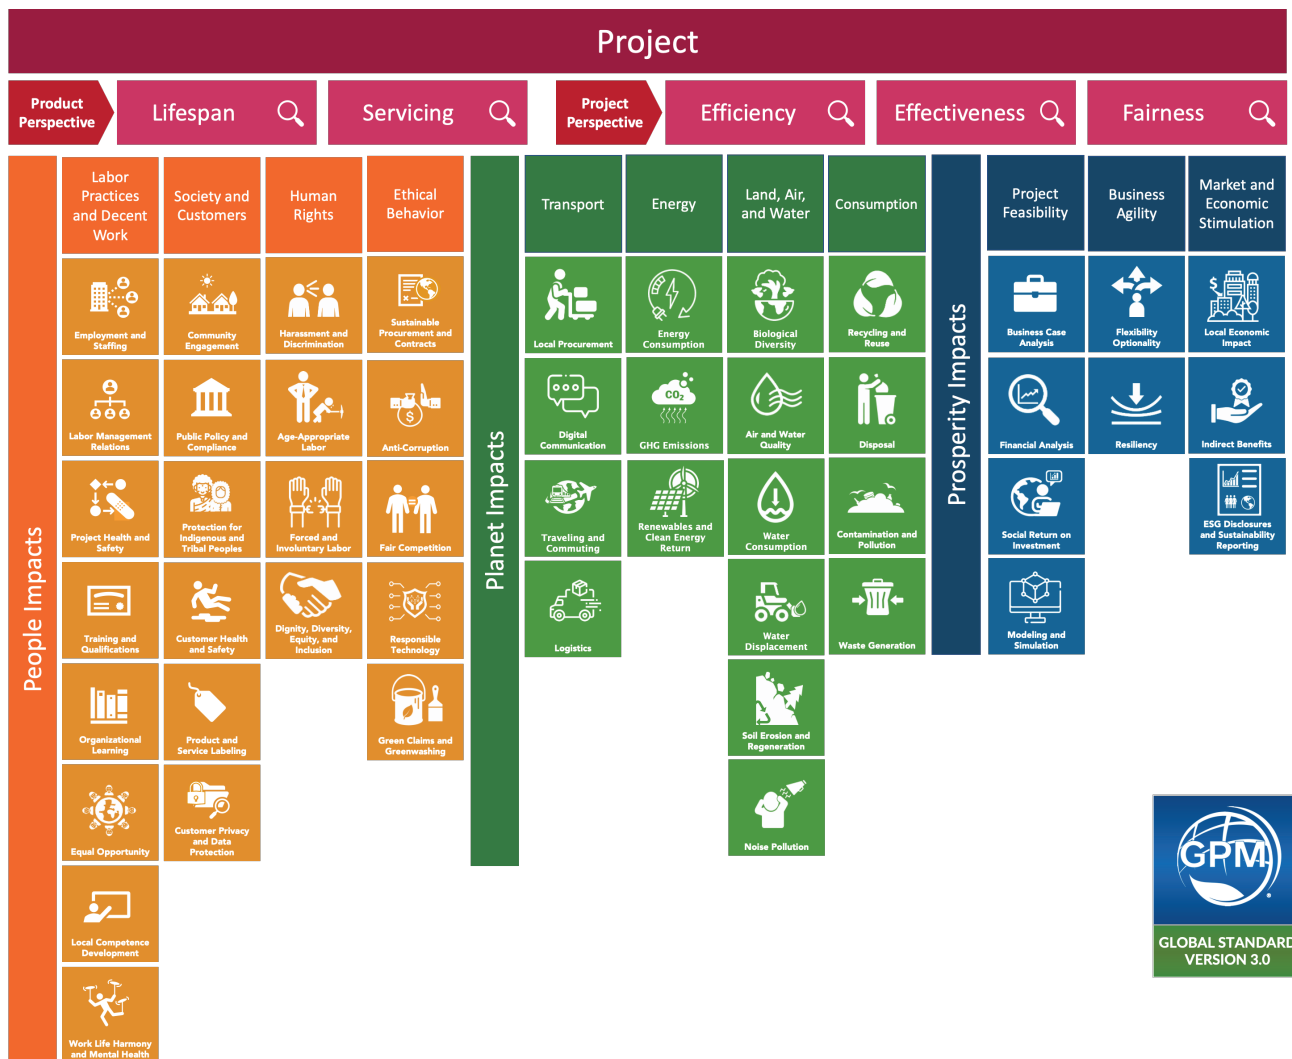 Project
Product
Perspective
Lifespan
Servicing
Project
Perspective
Efficiency
Effectiveness
Fairness
People Impacts
Labor
Practices
and Decent
Work
Employment and
Staffing
Labor Management
Relations
Project Health and
Safety
Training and
Qualifications
Organizational
Learning
Equal Opportunity
Local Competence
Development
Work Life Harmony
and Mental Health
Society and
Customers
Community
Engagement
Public Policy and
Compliance
Protection for
Indigenous and
Tribal Peoples
Customer Health
and Safety
Product and
Service Labeling
Customer Privacy
and Data
Protection
Human
Rights
Harassment and
Discrimination
Age-Appropriate
Labor
Forced and
Involuntary Labor
Dignity, Diversity,
Equity, and
Inclusion
Ethical
Behavior
Sustainable
Procurement and
Contracts
$
Anti-Corruption
Fair Competition
Responsible
Technology
Green Claims and
Greenwashing
Planet Impacts
Transport
Local Procurement
Digital
Communication
Traveling and
Commuting
Logistics
Energy
Energy
Consumption
CO₂
GHG Emissions
Renewables and
Clean Energy
Return
Land, Air,
and Water
Biological
Diversity
Air and Water
Quality
Water
Consumption
Water
Displacement
Soil Erosion and
Regeneration
Noise Pollution
Consumption
Recycling and
Reuse
Disposal
Contamination and
Pollution
Waste Generation
Prosperity Impacts
Project
Feasibility
Business Case
Analysis
Financial Analysis
Social Return on
Investment
Modeling and
Simulation
Business
Agility
Flexibility
Optionality
Resiliency
Market and
Economic
Stimulation
$
Local Economic
Impact
Indirect Benefits
ESG Disclosures
and Sustainability
Reporting
GPM®
GLOBAL STANDARD
VERSION 3.0